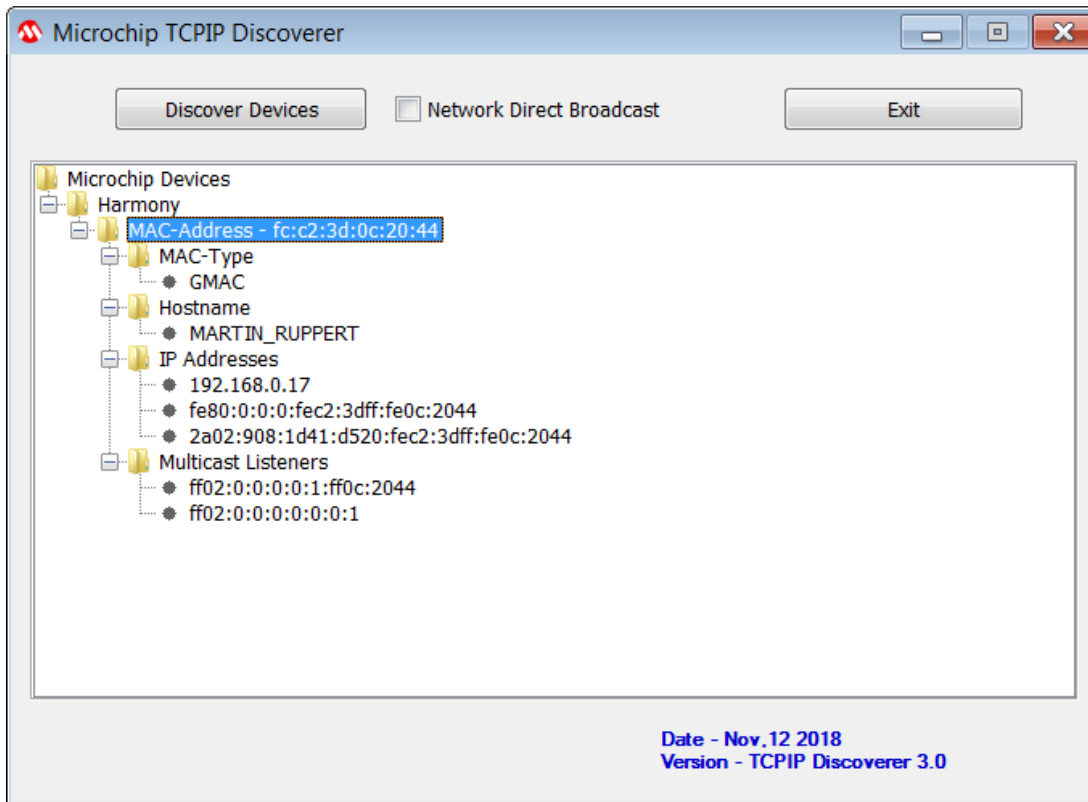 Microchip TCPIP Discoverer
Discover Devices Network Direct Broadcast Exit
Microchip Devices
Harmony
MAC-Address - fc:c2:3d:0c:20:44
MAC-Type
GMAC
Hostname
MARTIN_RUPPERT
IP Addresses
192.168.0.17
fe80:0:0:0:fec2:3dff:fe0c:2044
2a02:908:1d41:d520:fec2:3dff:fe0c:2044
Multicast Listeners
ff02:0:0:0:0:1:ff0c:2044
ff02:0:0:0:0:0:0:1
Date - Nov,12 2018
Version - TCPIP Discoverer 3.0